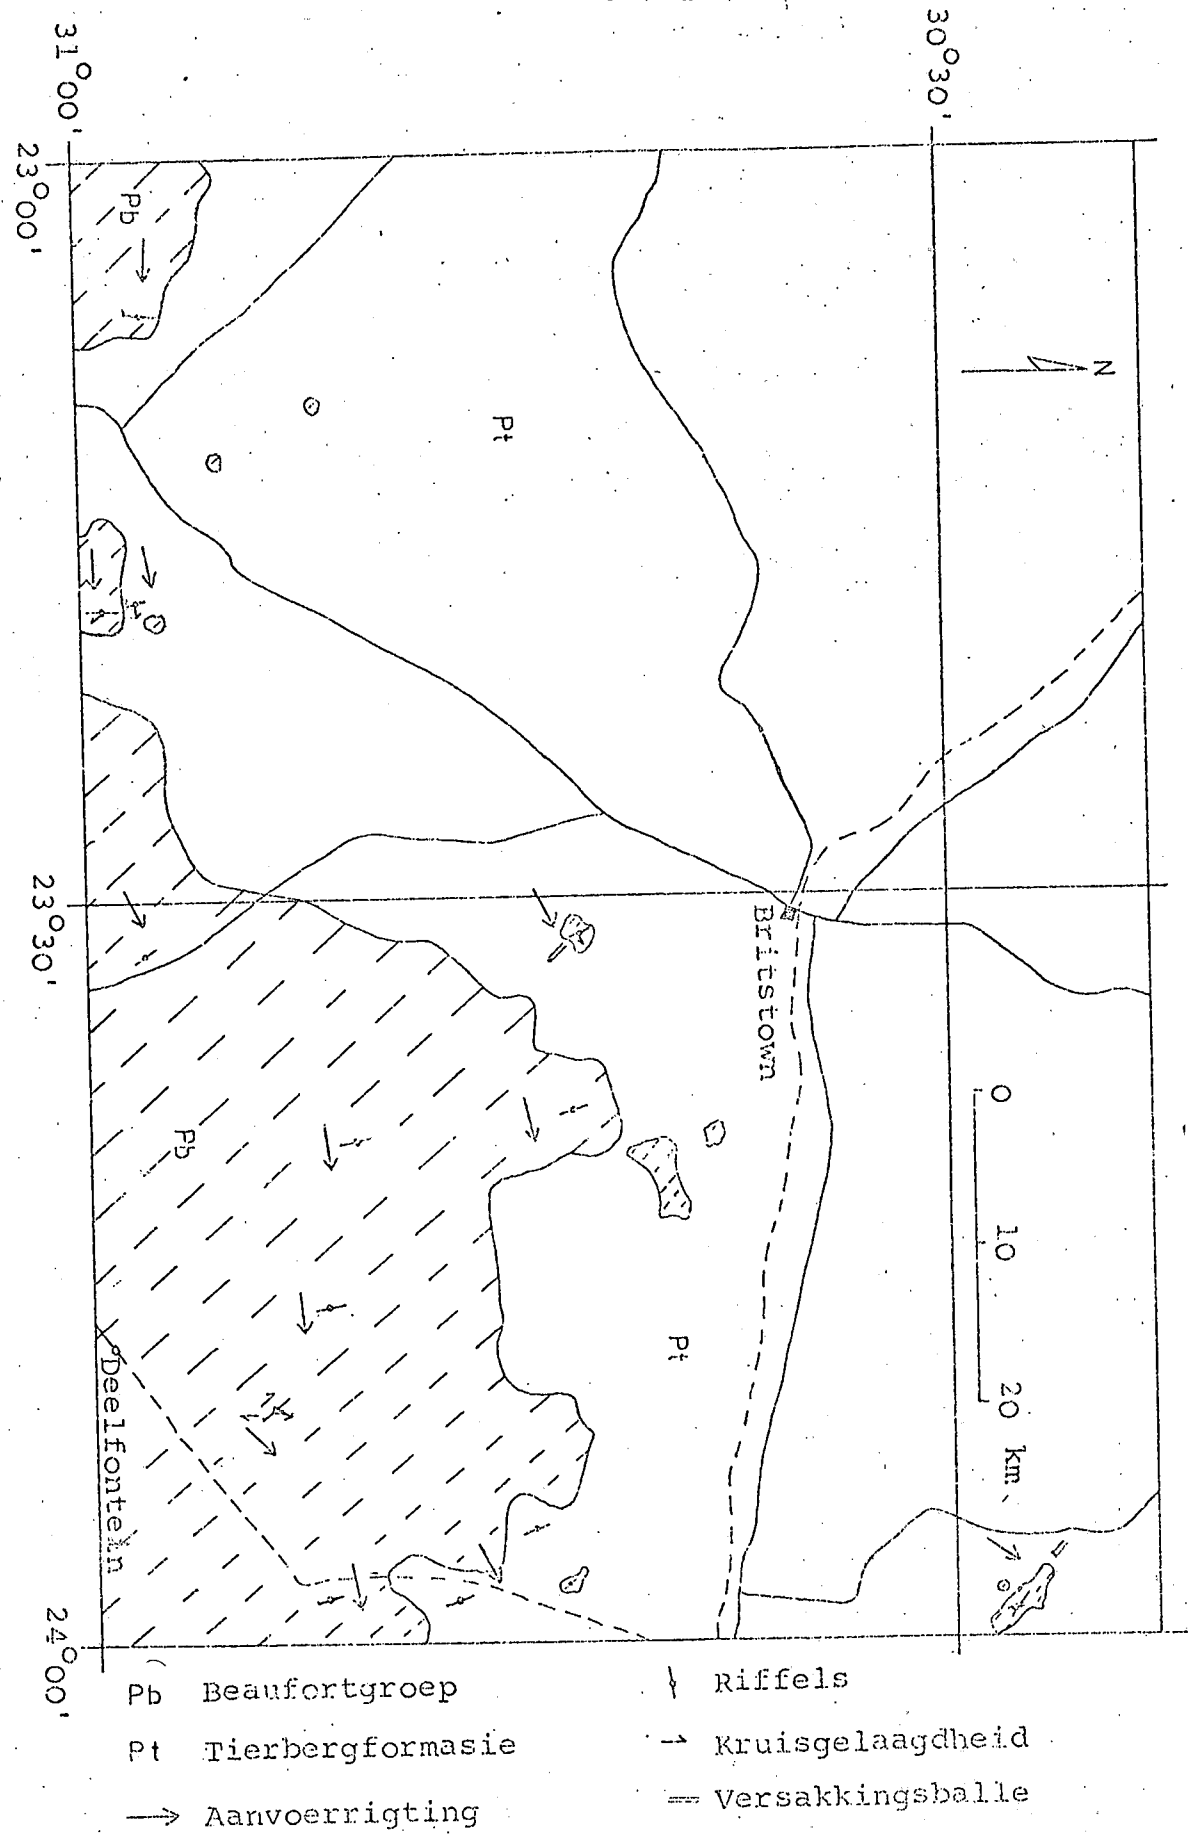 31°00'
30°30'
23°00'
Pb
N
Pt
23°30'
Britstown
0
10
20 km
Pb
Pt
Deelfontein
24°00'
Pb Beaufortgroep
Pt Tierbergformasie
Aanvoerrigting
Riffels
Kruisgelaagdheid
Versakkingsballe